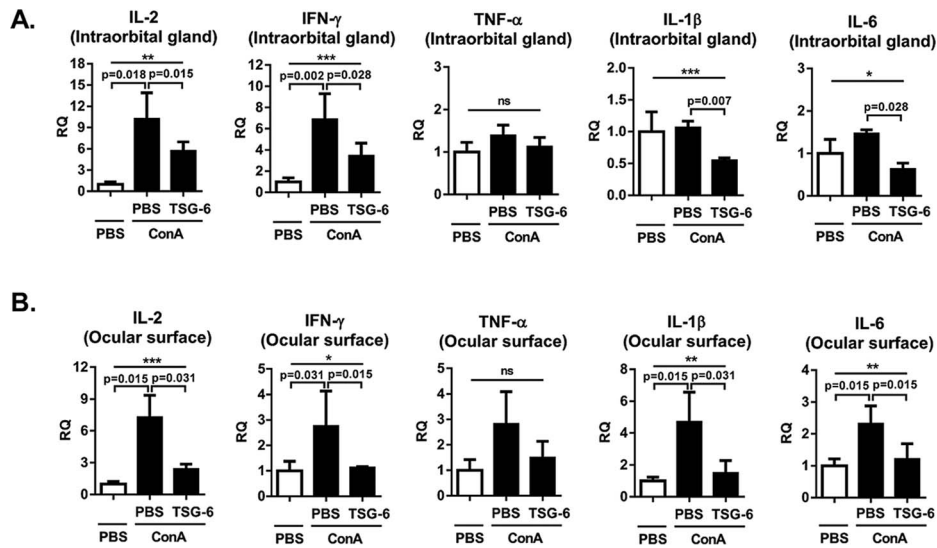 A.
IL-2
(Intraorbital gland)
RQ
18
15
12
9
6
3
0
**
p=0.018
p=0.015
PBS
TSG-6
PBS
ConA
IFN-γ
(Intraorbital gland)
12
10
8
6
4
2
0
***
p=0.002
p=0.028
PBS
TSG-6
PBS
ConA
TNF-α
(Intraorbital gland)
RQ
3
2
1
0
ns
PBS
TSG-6
PBS
ConA
IL-1β
(Intraorbital gland)
RQ
2.0
1.5
1.0
0.5
0.0
***
p=0.007
PBS
TSG-6
PBS
ConA
IL-6
(Intraorbital gland)
RQ
3
2
1
0
*
p=0.028
PBS
TSG-6
PBS
ConA
B.
IL-2
(Ocular surface)
RQ
12
9
6
3
0
***
p=0.015
p=0.031
PBS
TSG-6
PBS
ConA
IFN-γ
(Ocular surface)
RQ
5
4
3
2
1
0
*
p=0.031
p=0.015
PBS
TSG-6
PBS
ConA
TNF-α
(Ocular surface)
RQ
5
4
3
2
1
0
ns
PBS
TSG-6
PBS
ConA
IL-1β
(Ocular surface)
RQ
8
6
4
2
0
**
p=0.015
p=0.031
PBS
TSG-6
PBS
ConA
IL-6
(Ocular surface)
RQ
4
3
2
1
0
**
p=0.015
p=0.015
PBS
TSG-6
PBS
ConA